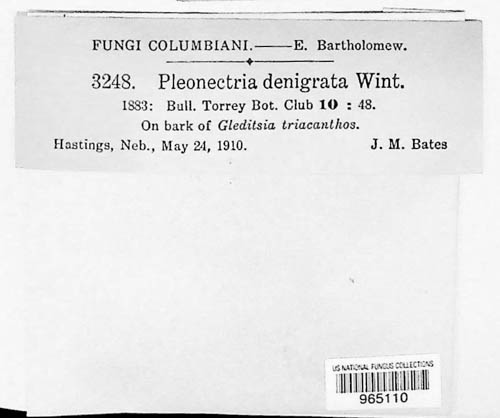 FUNGI COLUMBIANI.——E. Bartholomew.
3248. Pleonectria denigrata Wint.
1883: Bull. Torrey Bot. Club 10 : 48.
On bark of Gleditsia triacanthos.
Hastings, Neb., May 24, 1910. J. M. Bates
US NATIONAL FUNGUS COLLECTIONS
965110